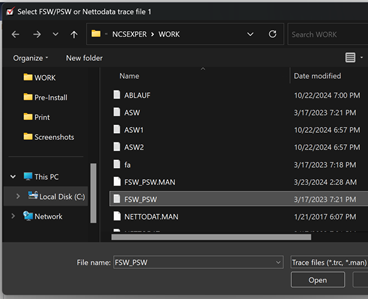 Select FSW/PSW or Nettodata trace file 1
NCSEXPER > WORK
Search WORK
Organize
New folder
Name
Date modified
WORK
Pre-Install
Print
Screenshots
This PC
Local Disk (C:)
Network
ABLAUF 10/22/2024 7:00 PM
ASW 3/17/2023 7:21 PM
ASW1 10/22/2024 6:57 PM
ASW2 10/22/2024 6:57 PM
fa 3/17/2023 7:18 PM
FSW_PSW.MAN 3/23/2024 2:28 AM
FSW_PSW 3/17/2023 7:21 PM
NETTODAT.MAN 1/21/2017 6:07 PM
File name: FSW_PSW
Trace files (*.trc, *.man)
Open